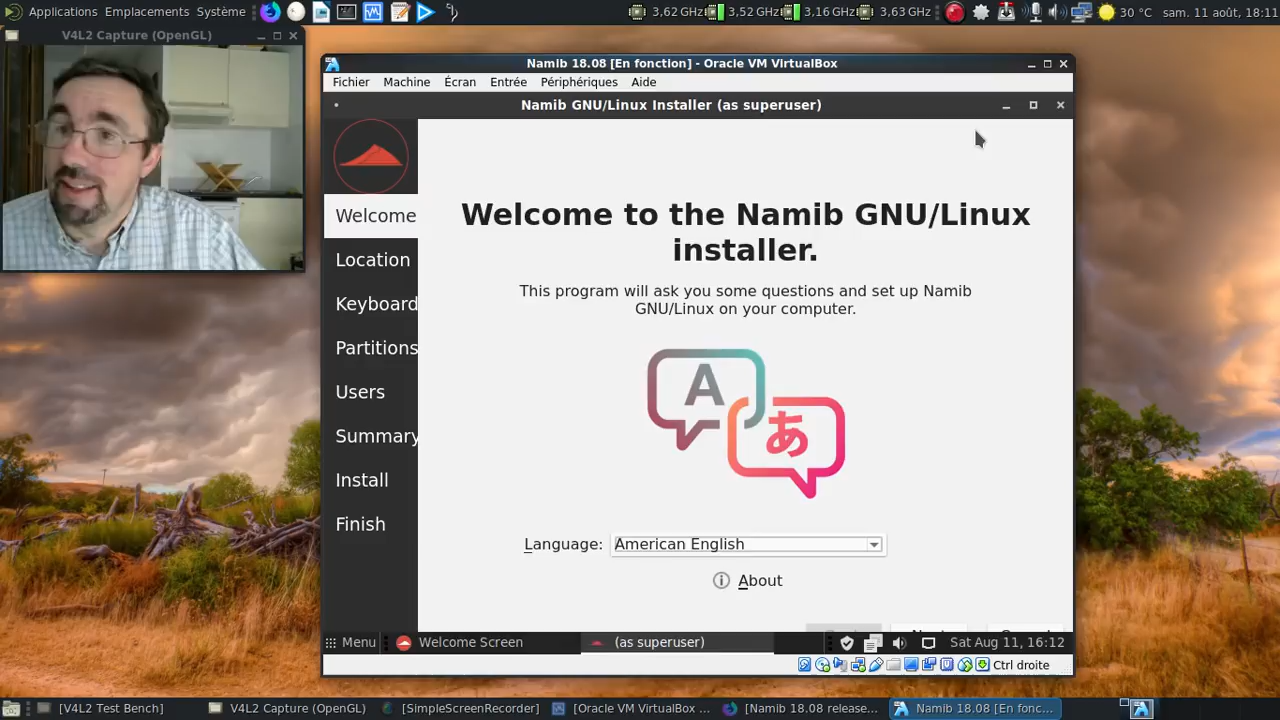 Applications Emplacements Système
3,62 GHz 3,52 GHz 3,16 GHz 3,63 GHz 30 °C sam. 11 août, 18:11
V4L2 Capture (OpenGL)
Namib 18.08 [En fonction] - Oracle VM VirtualBox
Fichier Machine Écran Entrée Périphériques Aide
Namib GNU/Linux Installer (as superuser)
Welcome
Location
Keyboard
Partitions
Users
Summary
Install
Finish
Welcome to the Namib GNU/Linux
installer.
This program will ask you some questions and set up Namib
GNU/Linux on your computer.
A
あ
Language: American English
About
Menu Welcome Screen (as superuser) Sat Aug 11, 16:12
Ctrl droite
[V4L2 Test Bench] V4L2 Capture (OpenGL) [SimpleScreenRecorder] [Oracle VM VirtualBox ... [Namib 18.08 release... Namib 18.08 [En fonc...